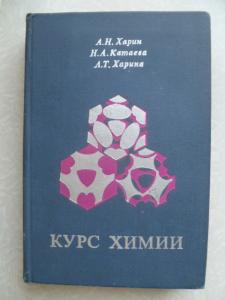 А.Н. Харин
Н.А. Катаева
Л.Т. Харина
КУРС ХИМИИ